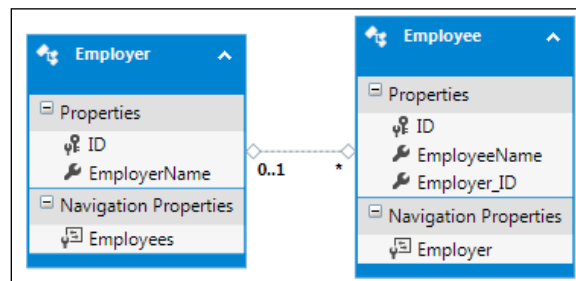 Employer
Properties
ID
EmployerName
Navigation Properties
Employees
0..1
*
Employee
Properties
ID
EmployeeName
Employer_ID
Navigation Properties
Employer